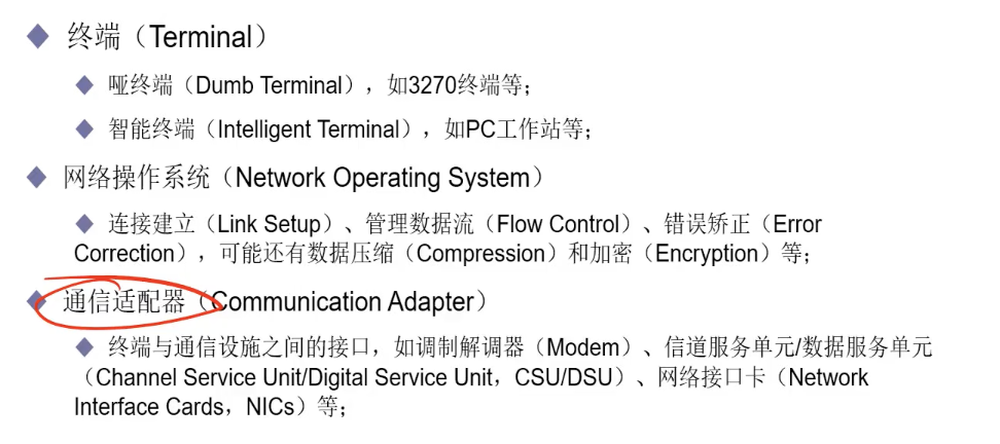 终端（Terminal）
哑终端（Dumb Terminal），如3270终端等；
智能终端（Intelligent Terminal），如PC工作站等；
网络操作系统（Network Operating System）
连接建立（Link Setup）、管理数据流（Flow Control）、错误矫正（Error
Correction），可能还有数据压缩（Compression）和加密（Encryption）等；
通信适配器（Communication Adapter）
终端与通信设施之间的接口，如调制解调器（Modem）、信道服务单元/数据服务单元
（Channel Service Unit/Digital Service Unit，CSU/DSU）、网络接口卡（Network
Interface Cards，NICs）等；